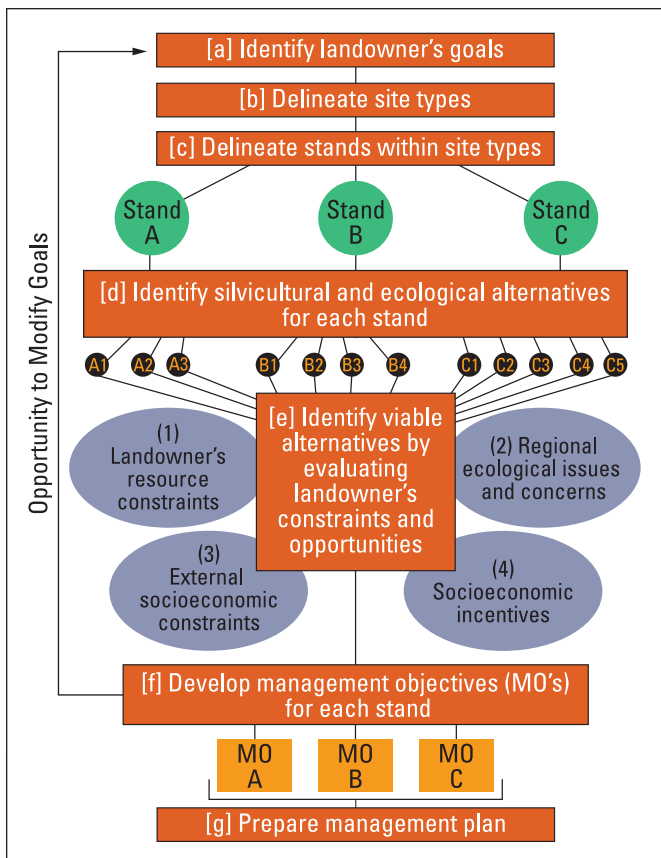 [a] Identify landowner's goals
[b] Delineate site types
[c] Delineate stands within site types
Stand
A
Stand
B
Stand
C
[d] Identify silvicultural and ecological alternatives
for each stand
A1
A2
A3
B1
B2
B3
B4
C1
C2
C3
C4
C5
[e] Identify viable
alternatives by
evaluating
landowner's
constraints and
opportunities
(1)
Landowner's
resource
constraints
(2) Regional
ecological issues
and concerns
(3)
External
socioeconomic
constraints
(4)
Socioeconomic
incentives
Opportunity to Modify Goals
[f] Develop management objectives (MO's)
for each stand
MO
A
MO
B
MO
C
[g] Prepare management plan